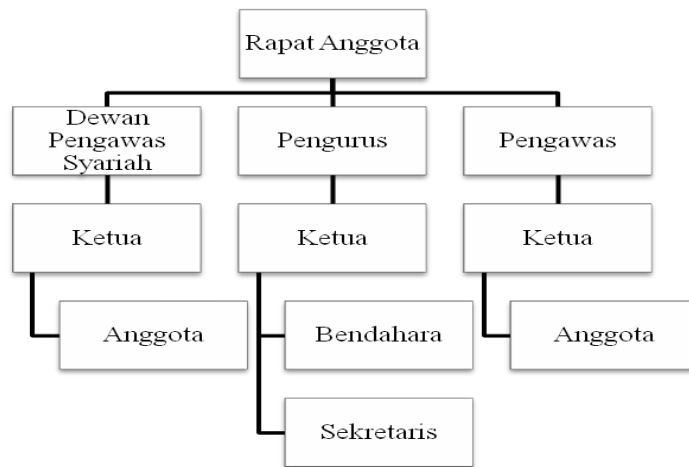 Rapat Anggota
Dewan
Pengawas
Syariah
Pengurus
Pengawas
Ketua
Ketua
Ketua
Anggota
Bendahara
Anggota
Sekretaris